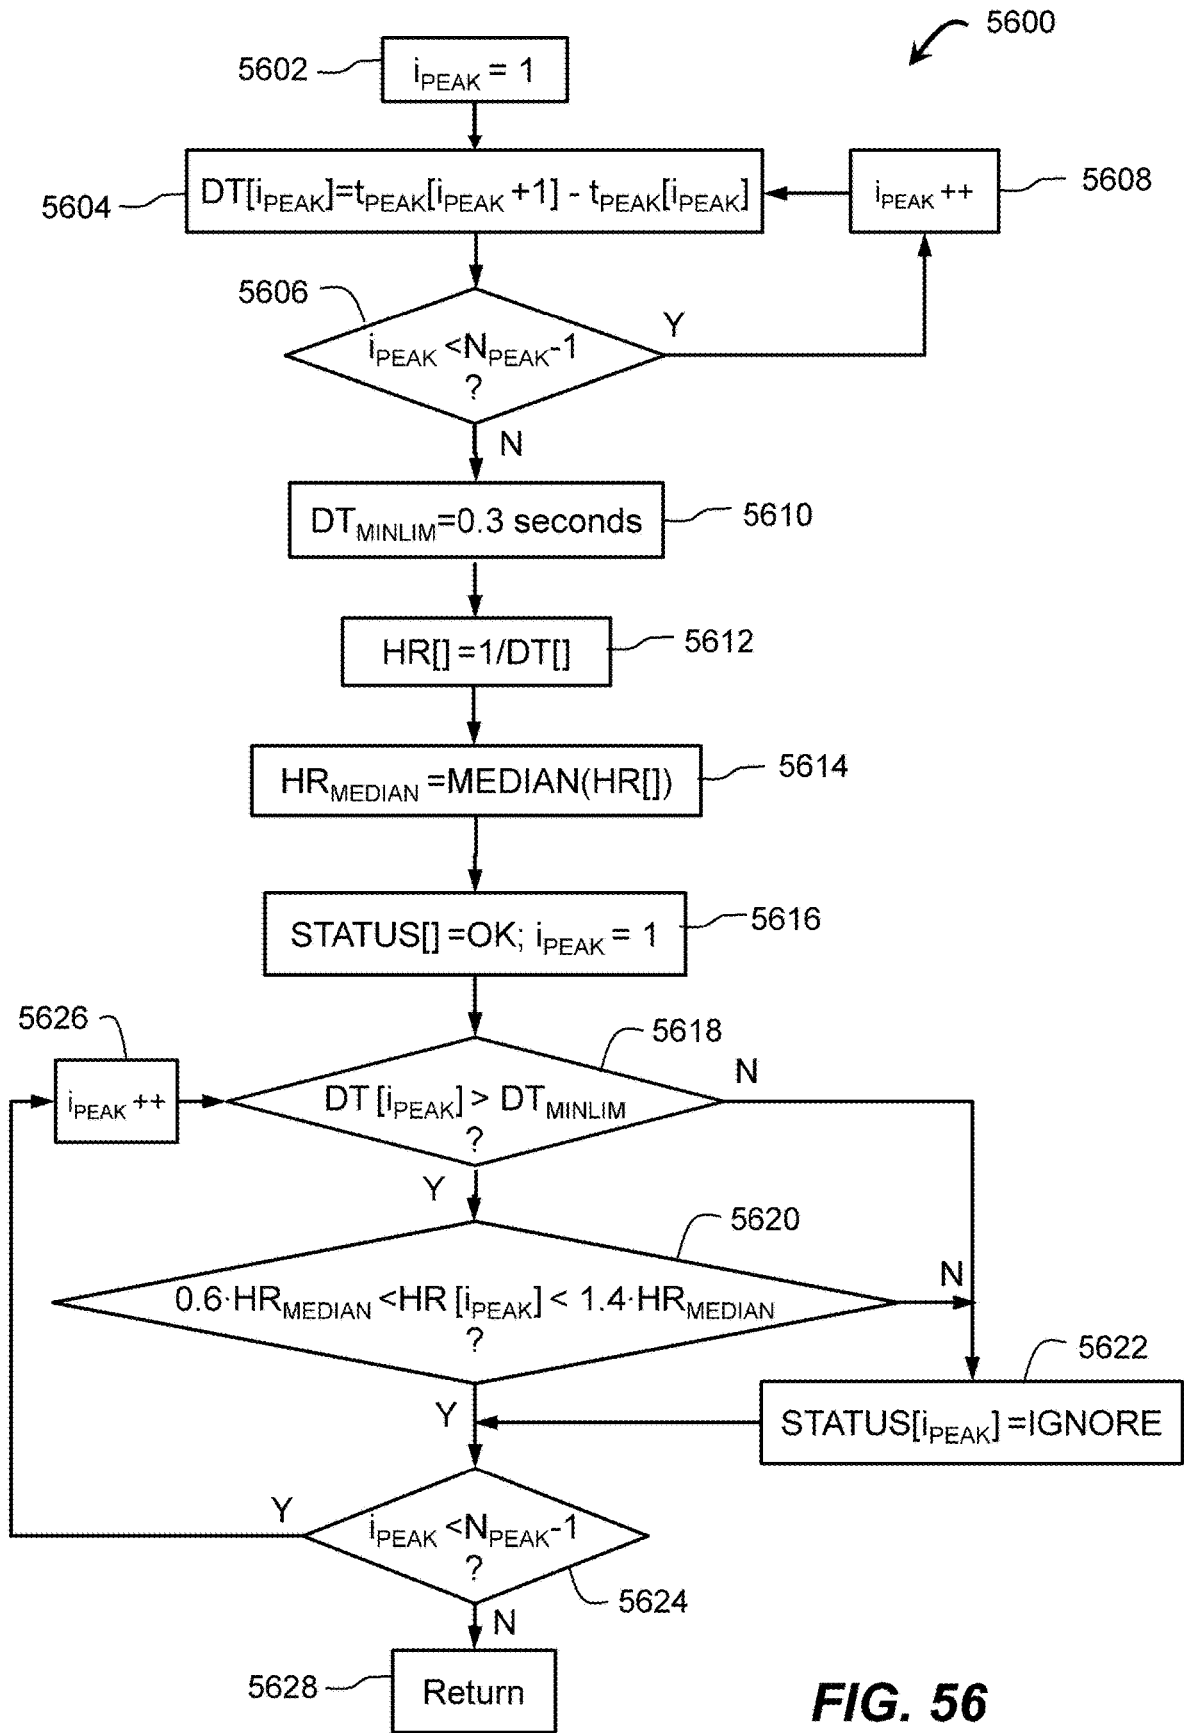 5600
5602
iPEAK = 1
5604
DT[iPEAK]=tPEAK[iPEAK +1] - tPEAK[iPEAK]
iPEAK ++
5608
5606
iPEAK <NPEAK-1
?
Y
N
DTMINLIM=0.3 seconds
5610
HR[] =1/DT[]
5612
HRMEDIAN =MEDIAN(HR[])
5614
STATUS[] =OK; iPEAK = 1
5616
5626
iPEAK ++
5618
DT [iPEAK] > DTMINLIM
?
N
Y
5620
0.6·HRMEDIAN <HR [iPEAK] < 1.4·HRMEDIAN
?
N
Y
5622
STATUS[iPEAK] =IGNORE
Y
iPEAK <NPEAK-1
?
5624
N
5628
Return
FIG. 56